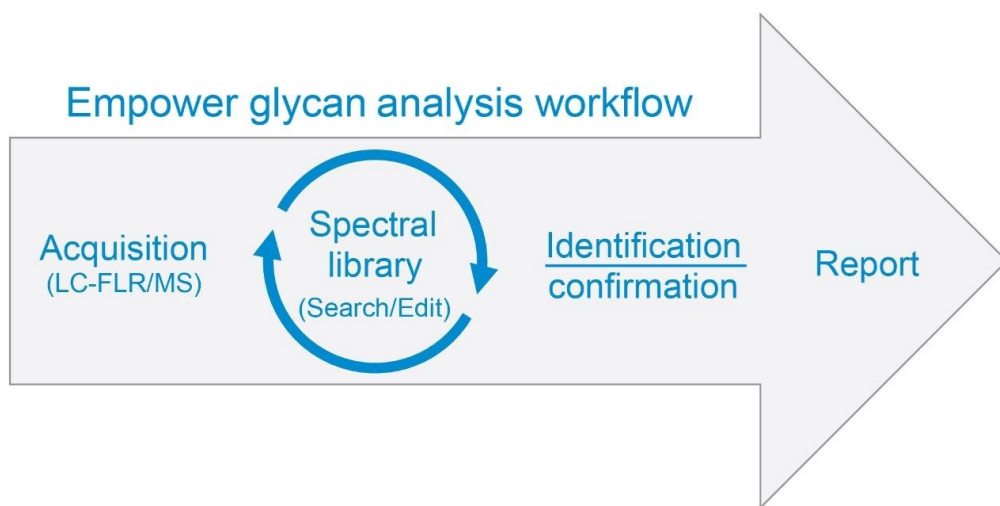 Empower glycan analysis workflow
Acquisition
(LC-FLR/MS)
Spectral
library
(Search/Edit)
Identification
confirmation
Report